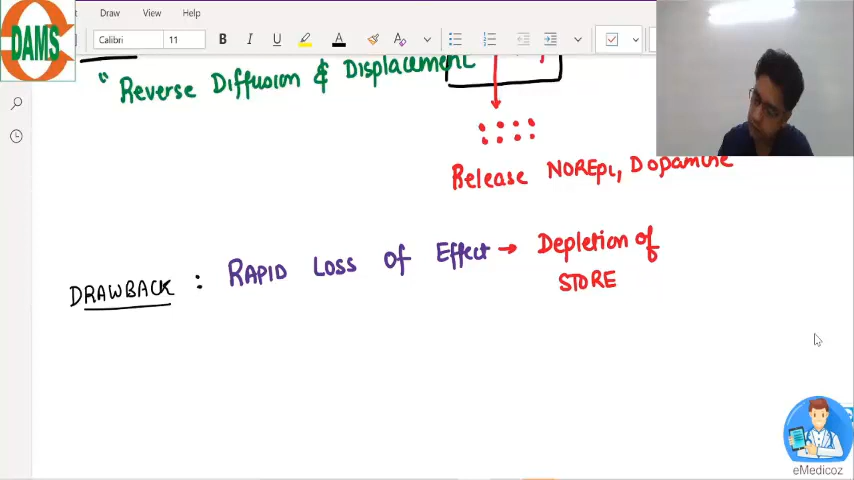 Draw View Help
DAMS
Calibri 11 B I U A
" Reverse Diffusion & Displacement
Release NOREpi, Dopamine
DRAWBACK : RAPID Loss of Effect → Depletion of
STORE
eMedicoz